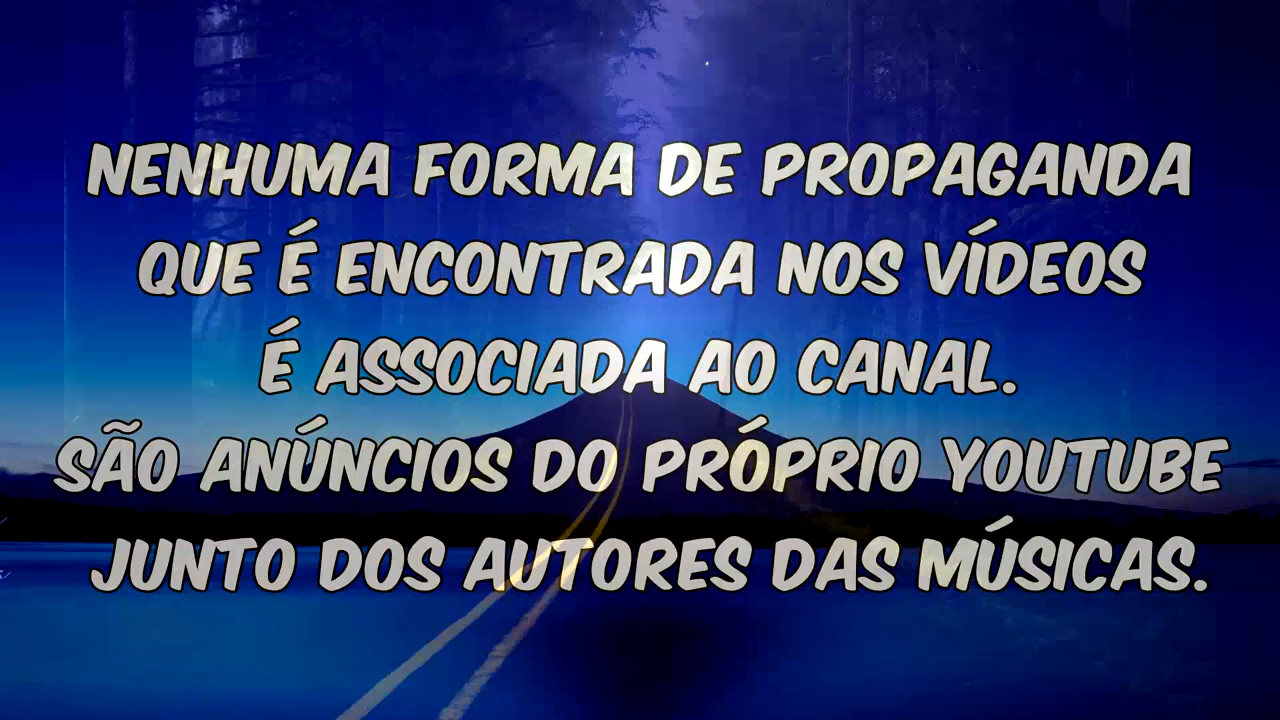 NENHUMA FORMA DE PROPAGANDA
QUE É ENCONTRADA NOS VÍDEOS
É ASSOCIADA AO CANAL.
SÃO ANÚNCIOS DO PRÓPRIO YOUTUBE
JUNTO DOS AUTORES DAS MÚSICAS.